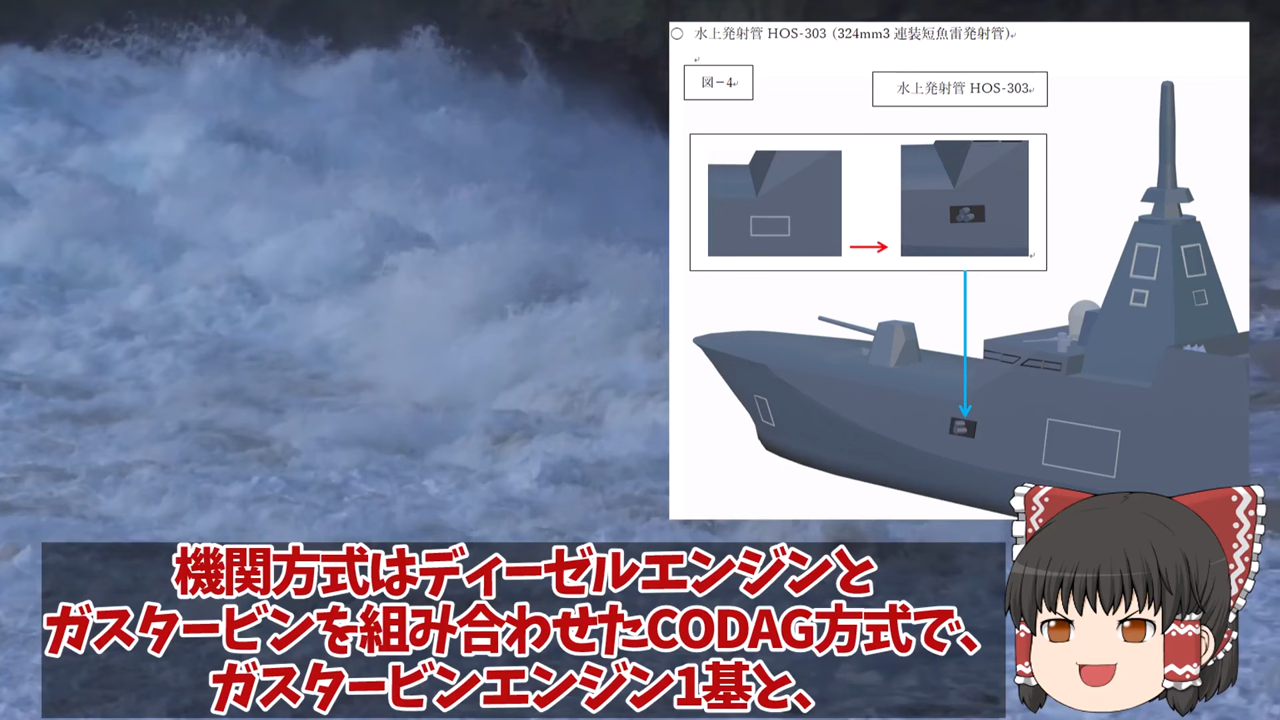 ○ 水上発射管 HOS-303（324mm3 連装短魚雷発射管）
図－4
水上発射管 HOS-303
機関方式はディーゼルエンジンと
ガスタービンを組み合わせたCODAG方式で、
ガスタービンエンジン1基と、